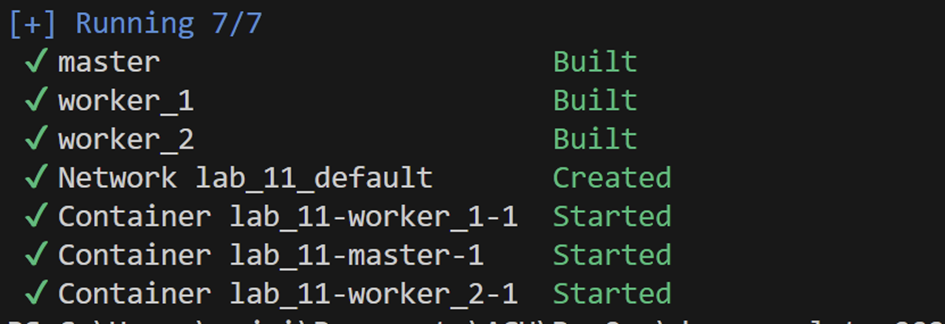 [+] Running 7/7
✓ master Built
✓ worker_1 Built
✓ worker_2 Built
✓ Network lab_11_default Created
✓ Container lab_11-worker_1-1 Started
✓ Container lab_11-master-1 Started
✓ Container lab_11-worker_2-1 Started